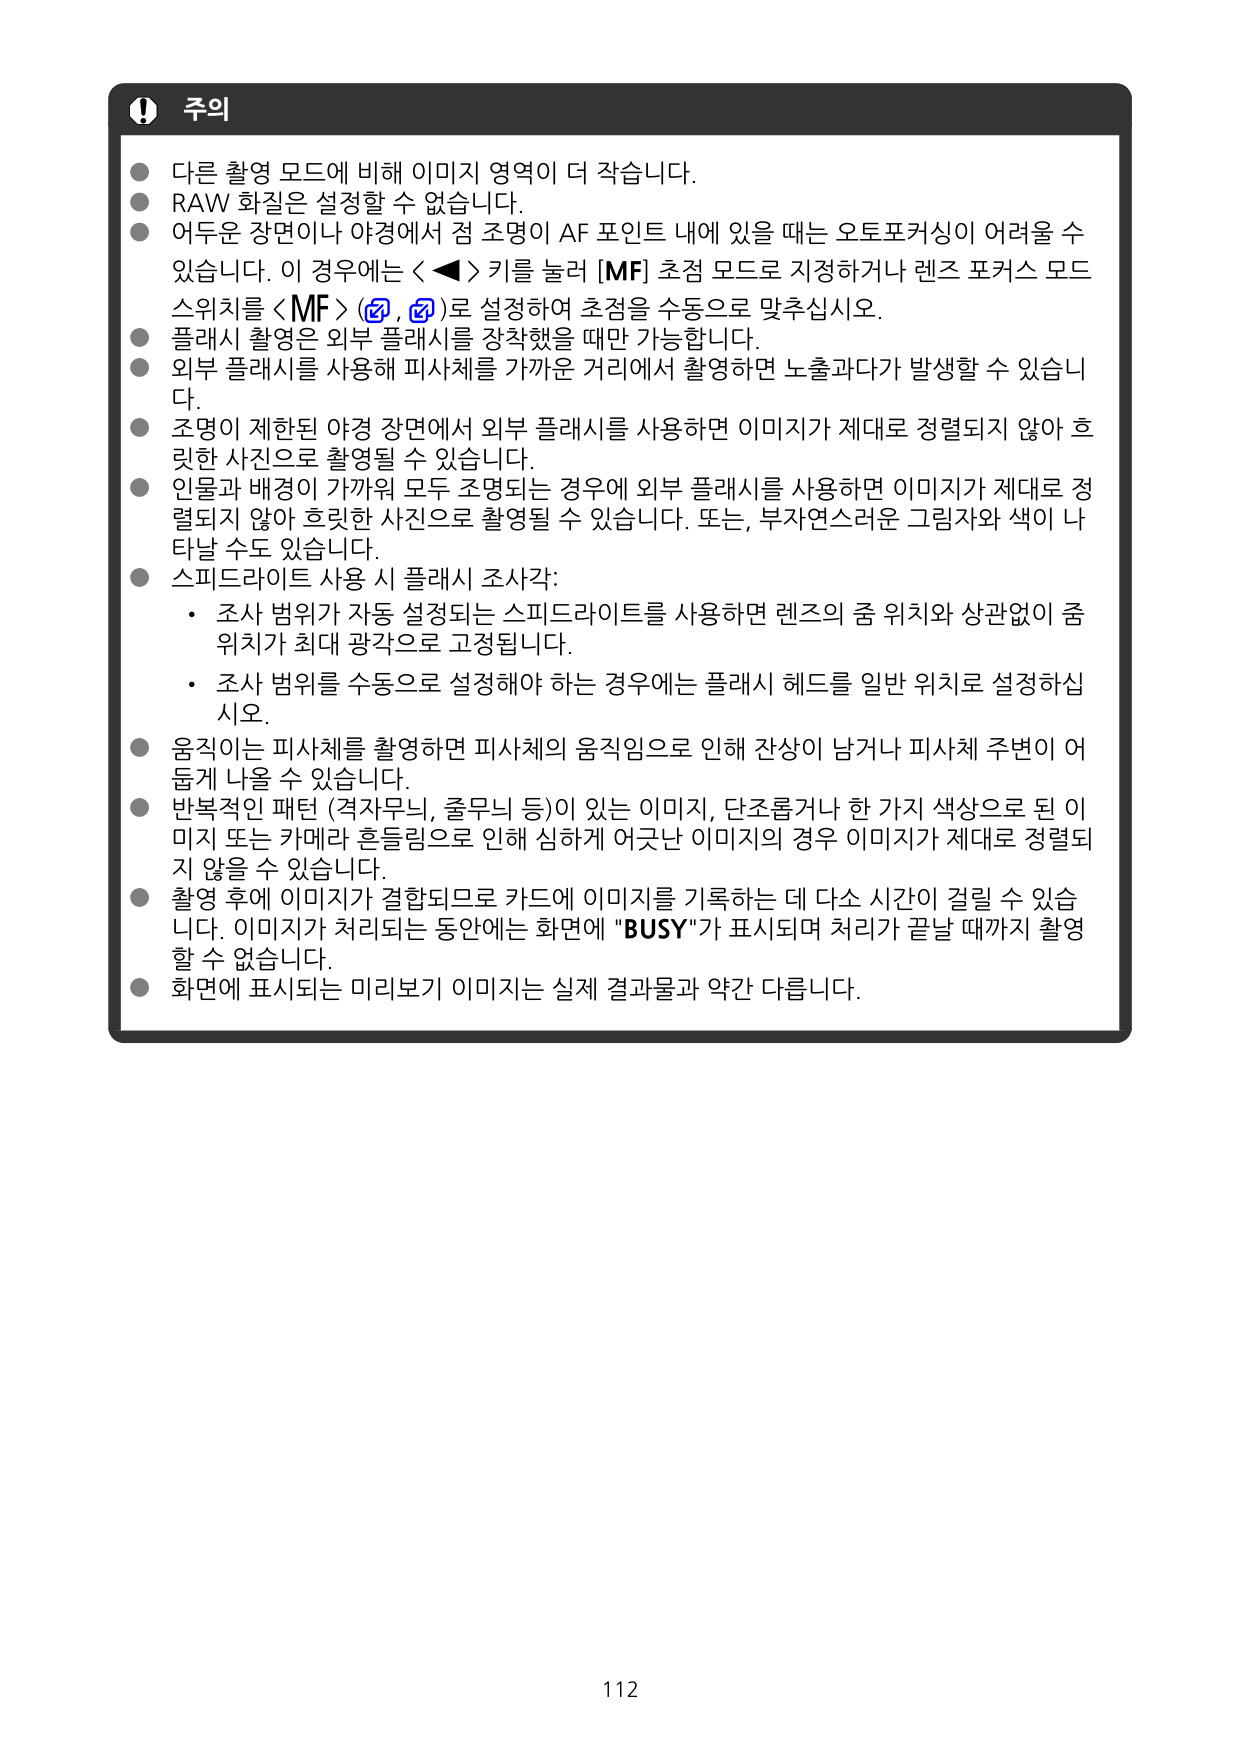 주의
● 다른 촬영 모드에 비해 이미지 영역이 더 작습니다.
● RAW 화질은 설정할 수 없습니다.
● 어두운 장면이나 야경에서 점 조명이 AF 포인트 내에 있을 때는 오토포커싱이 어려울 수
있습니다. 이 경우에는 < ◀ > 키를 눌러 [MF] 초점 모드로 지정하거나 렌즈 포커스 모드
스위치를 < MF > ( , )로 설정하여 초점을 수동으로 맞추십시오.
● 플래시 촬영은 외부 플래시를 장착했을 때만 가능합니다.
● 외부 플래시를 사용해 피사체를 가까운 거리에서 촬영하면 노출과다가 발생할 수 있습니
다.
● 조명이 제한된 야경 장면에서 외부 플래시를 사용하면 이미지가 제대로 정렬되지 않아 흐
릿한 사진으로 촬영될 수 있습니다.
● 인물과 배경이 가까워 모두 조명되는 경우에 외부 플래시를 사용하면 이미지가 제대로 정
렬되지 않아 흐릿한 사진으로 촬영될 수 있습니다. 또는, 부자연스러운 그림자와 색이 나
타날 수도 있습니다.
● 스피드라이트 사용 시 플래시 조사각:
• 조사 범위가 자동 설정되는 스피드라이트를 사용하면 렌즈의 줌 위치와 상관없이 줌
위치가 최대 광각으로 고정됩니다.
• 조사 범위를 수동으로 설정해야 하는 경우에는 플래시 헤드를 일반 위치로 설정하십
시오.
● 움직이는 피사체를 촬영하면 피사체의 움직임으로 인해 잔상이 남거나 피사체 주변이 어
둡게 나올 수 있습니다.
● 반복적인 패턴 (격자무늬, 줄무늬 등)이 있는 이미지, 단조롭거나 한 가지 색상으로 된 이
미지 또는 카메라 흔들림으로 인해 심하게 어긋난 이미지의 경우 이미지가 제대로 정렬되
지 않을 수 있습니다.
● 촬영 후에 이미지가 결합되므로 카드에 이미지를 기록하는 데 다소 시간이 걸릴 수 있습
니다. 이미지가 처리되는 동안에는 화면에 "BUSY"가 표시되며 처리가 끝날 때까지 촬영
할 수 없습니다.
● 화면에 표시되는 미리보기 이미지는 실제 결과물과 약간 다릅니다.
112